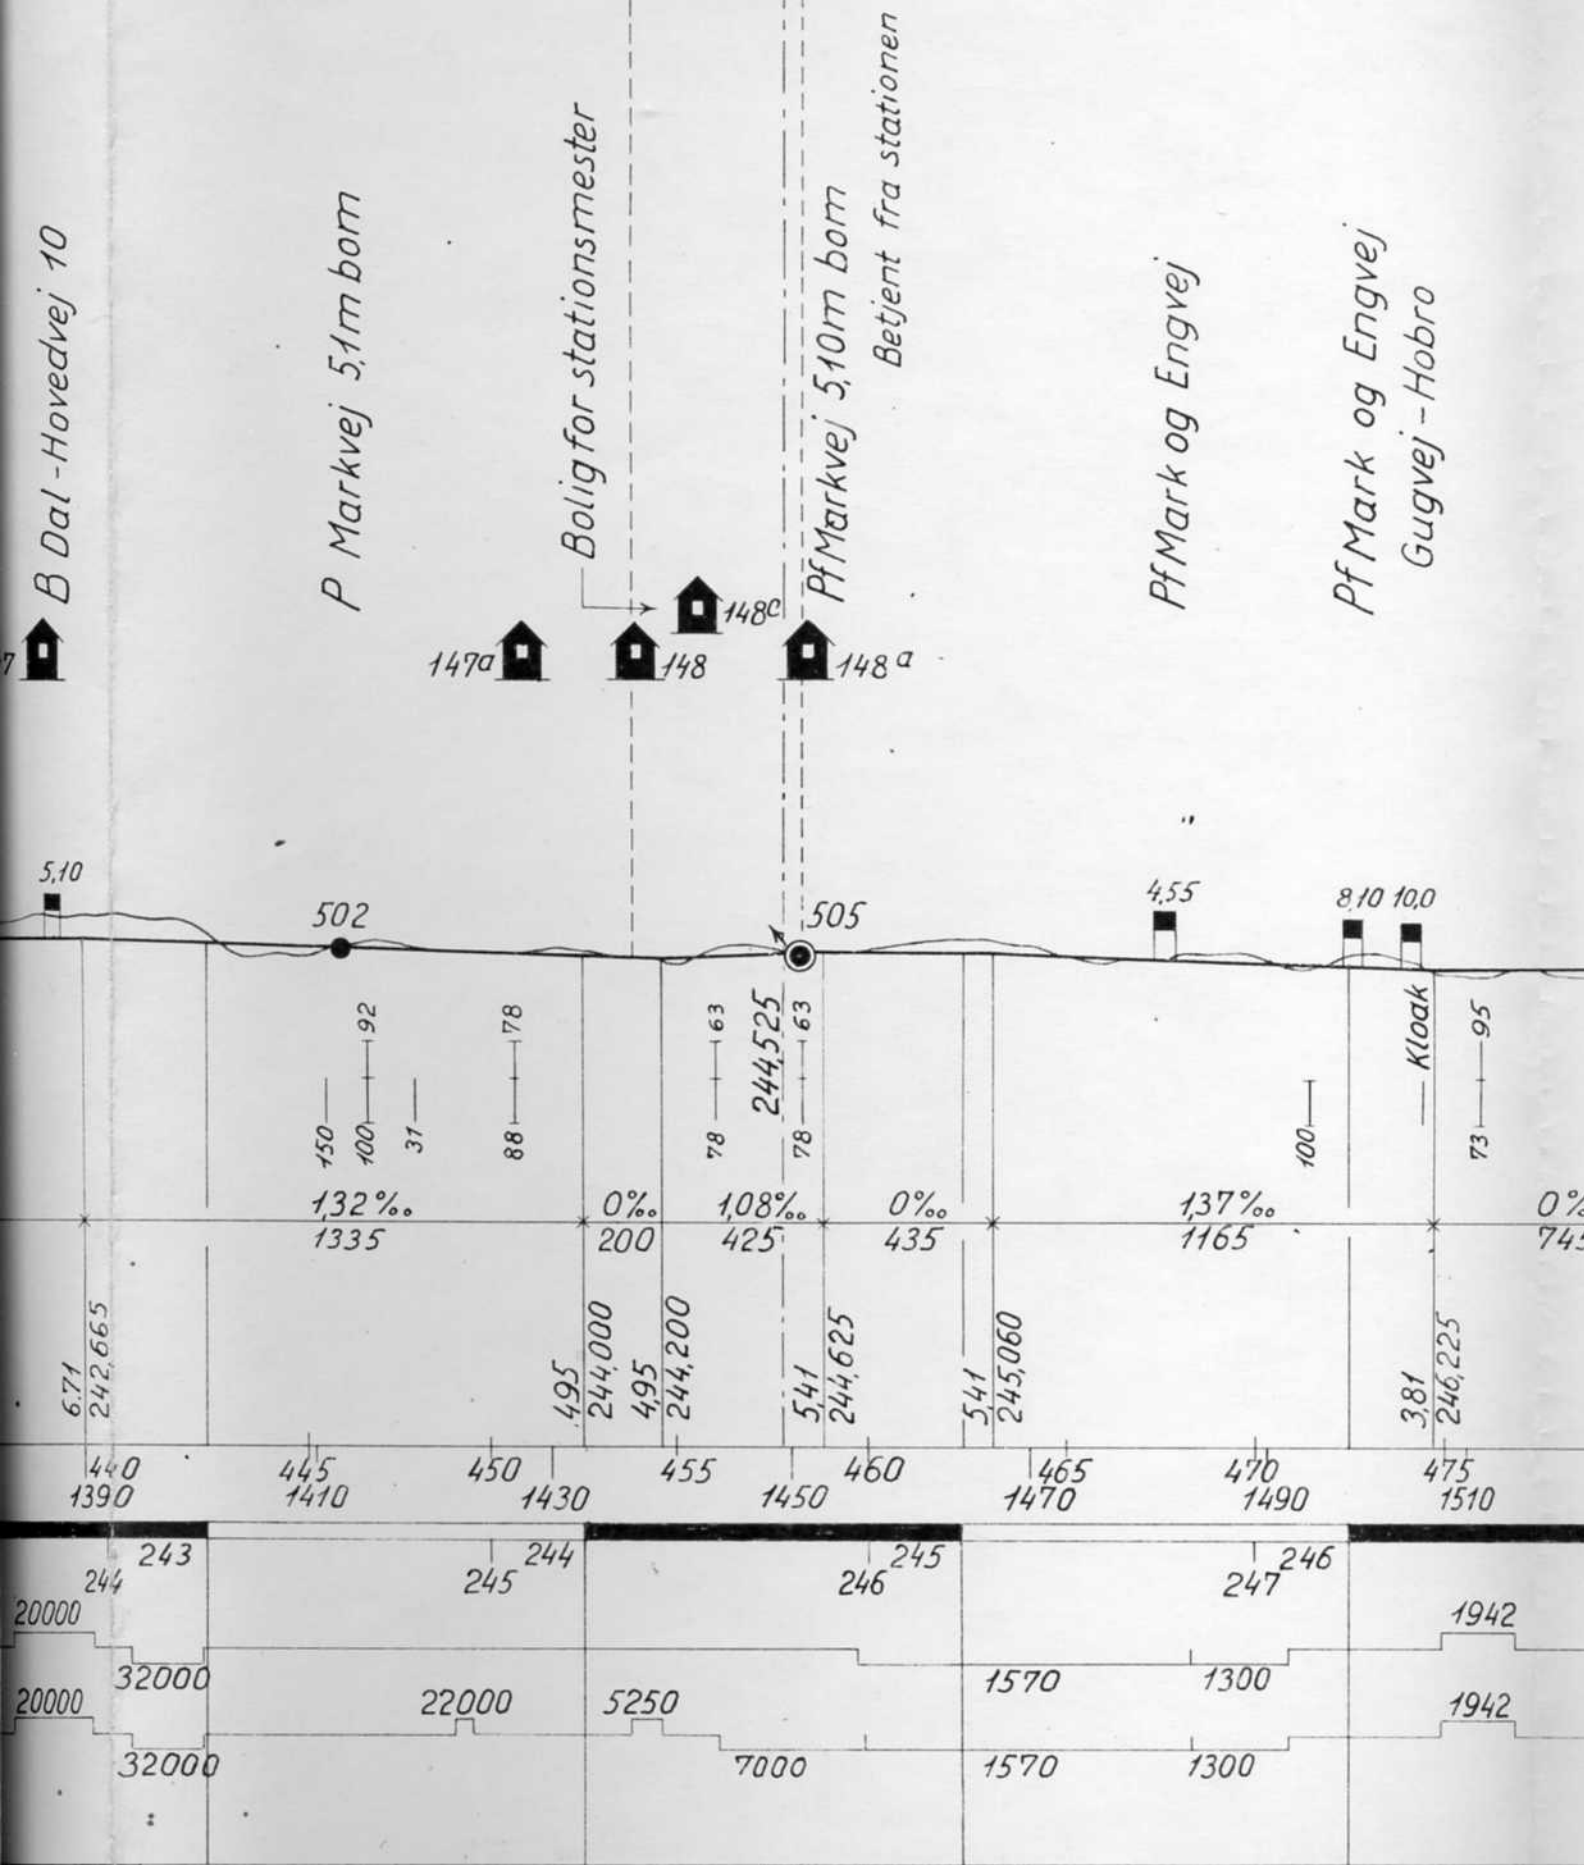 B Dal-Hovedvej 10
P Markvej 5,1m bom
Bolig for stationsmester
Pf Markvej 5,10m bom
Betjent fra stationen
Pf Mark og Engvej
Pf Mark og Engvej
Gugvej-Hobro
7
147a
148
148c
148a
5,10
502
505
4,55
8,10
10,0
150
100 92
31
88 78
78 63
244,525
78 63
100
Kloak
73 95
1,32‰
0‰
1,08‰
0‰
1,37‰
0%
1335
200
425
435
1165
745
6.71
242,665
495
244,000
4,95
244,200
5,41
244,625
5,41
245,060
3,81
246,225
440 445 450 455 460 465 470 475
1390 1410 1430 1450 1470 1490 1510
243 244 245 246
244 245 246 247
20000 1942
32000 1570 1300
20000 22000 5250 1942
32000 7000 1570 1300